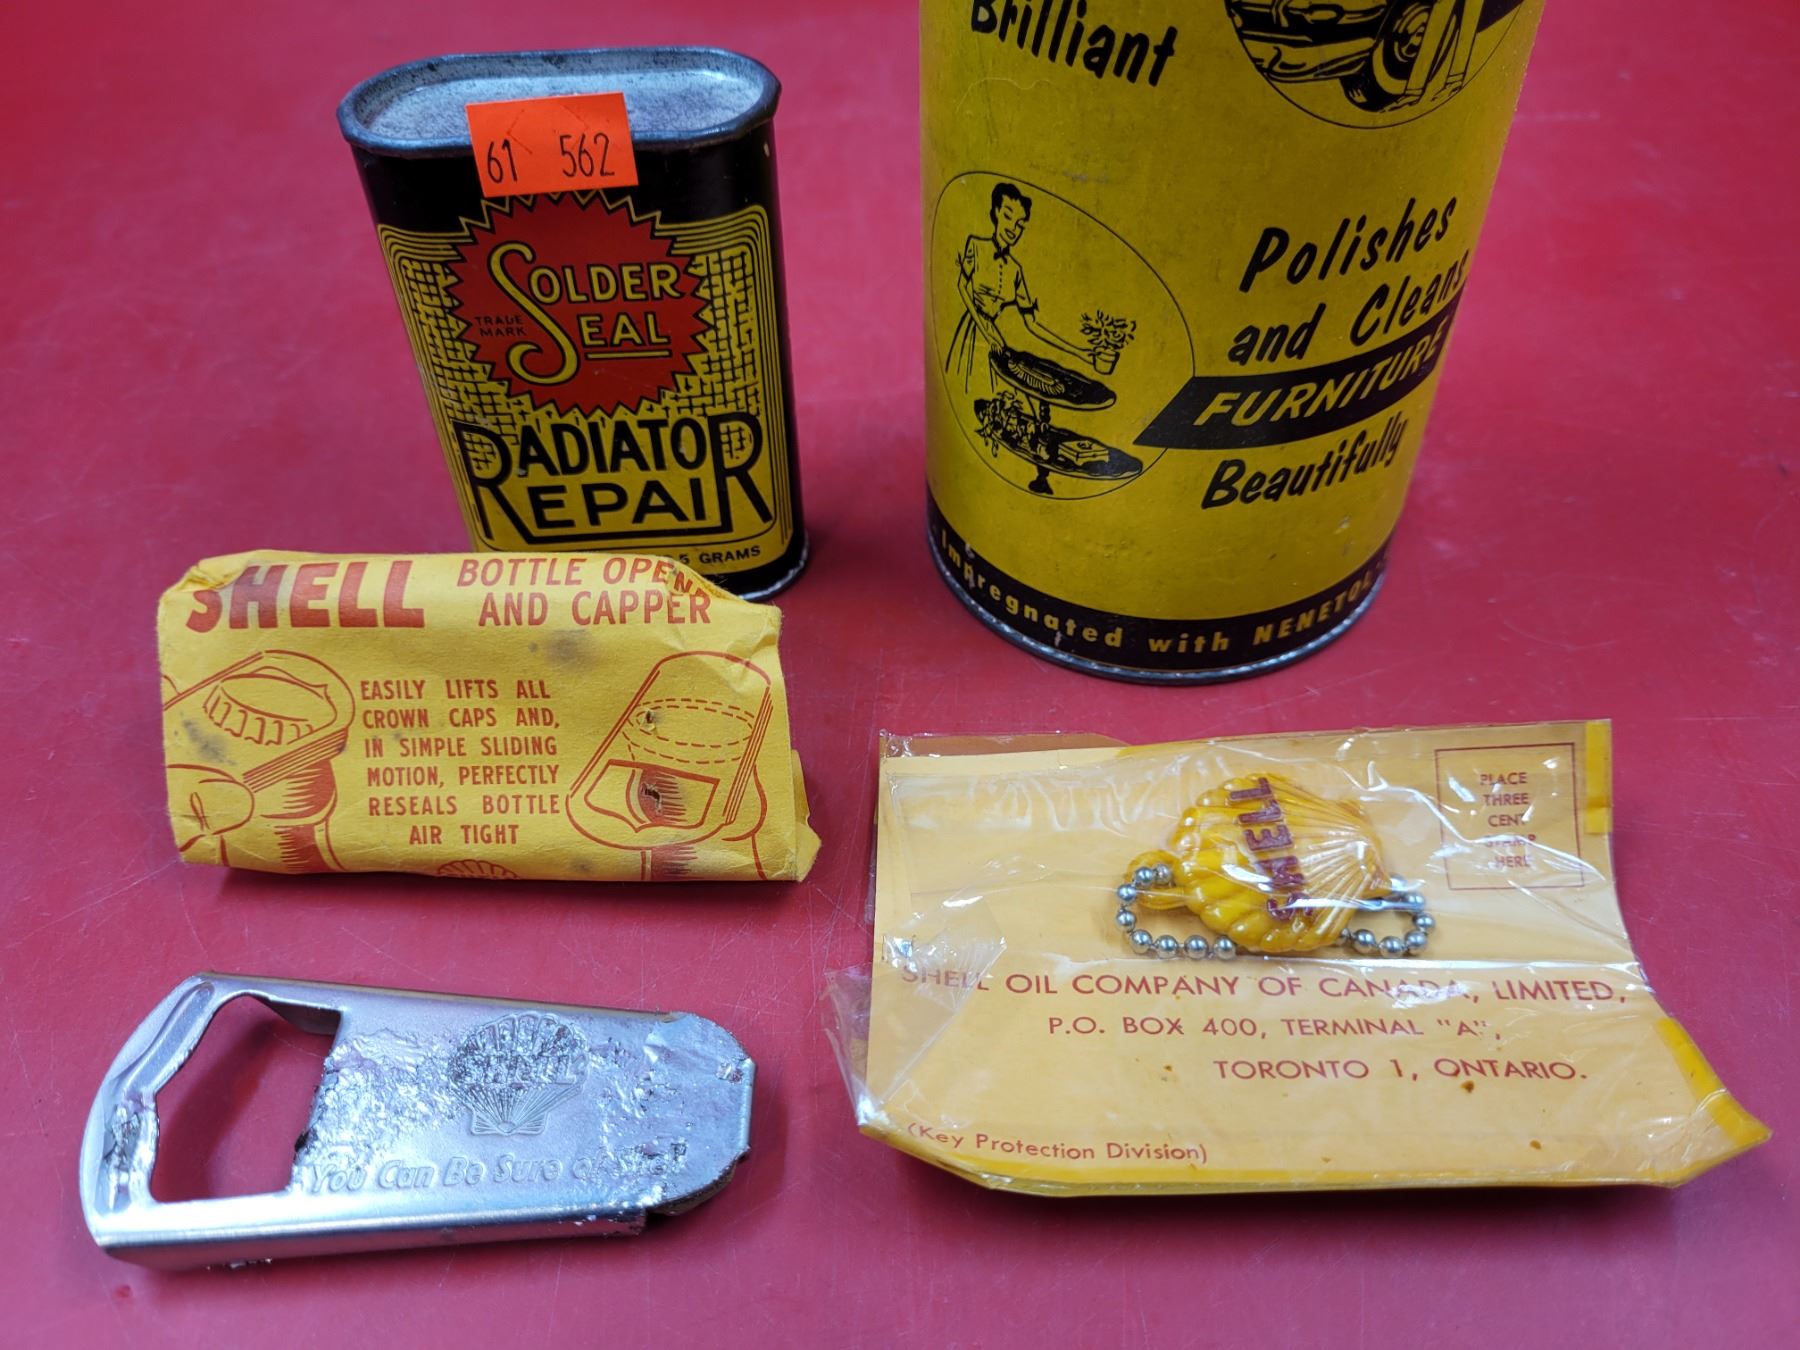 61 562
SOLDER
SEAL
TRADE
MARK
RADIATOR
REPAIR
5 GRAMS
Brilliant
Polishes
and Cleans
FURNITURE
Beautifully
Impregnated with NENETOL
SHELL
BOTTLE OPEN
AND CAPPER
EASILY LIFTS ALL
CROWN CAPS AND,
IN SIMPLE SLIDING
MOTION, PERFECTLY
RESEALS BOTTLE
AIR TIGHT
SHELL
You Can Be Sure of Shell
SHELL
PLACE
THREE
CENT
STAMP
HERE
SHELL OIL COMPANY OF CANADA, LIMITED,
P.O. BOX 400, TERMINAL "A",
TORONTO 1, ONTARIO.
(Key Protection Division)